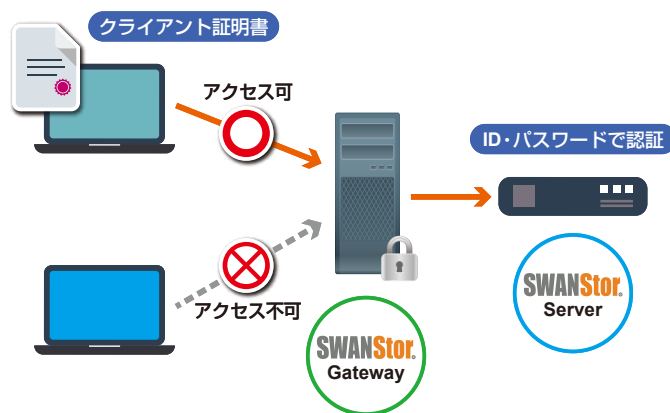 クライアント証明書
アクセス可
ID・パスワードで認証
アクセス不可
SWANStor.
Gateway
SWANStor.
Server